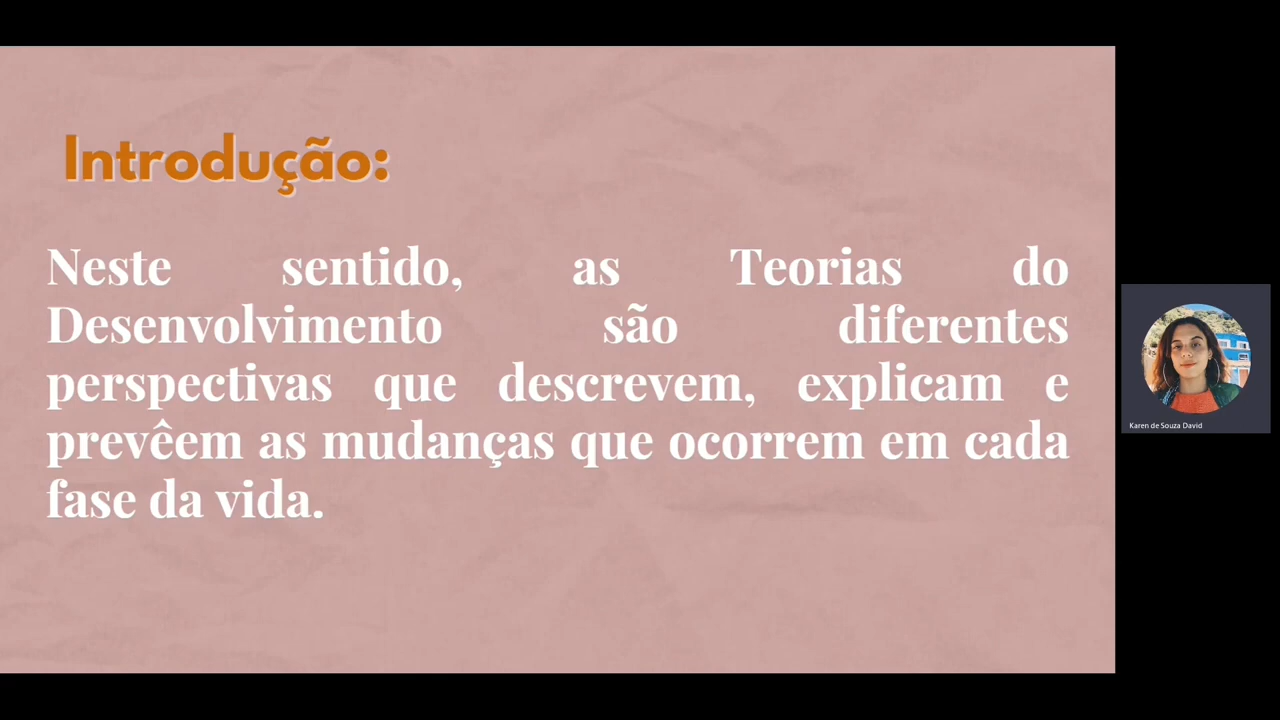 Introdução:
Neste sentido, as Teorias do
Desenvolvimento são diferentes
perspectivas que descrevem, explicam e
prevêem as mudanças que ocorrem em cada
fase da vida.
Karen de Souza David